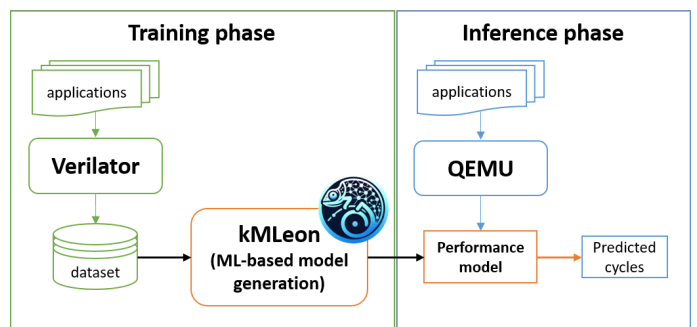 Training phase
applications
Verilator
dataset
kMLeon
(ML-based model
generation)
Inference phase
applications
QEMU
Performance
model
Predicted
cycles